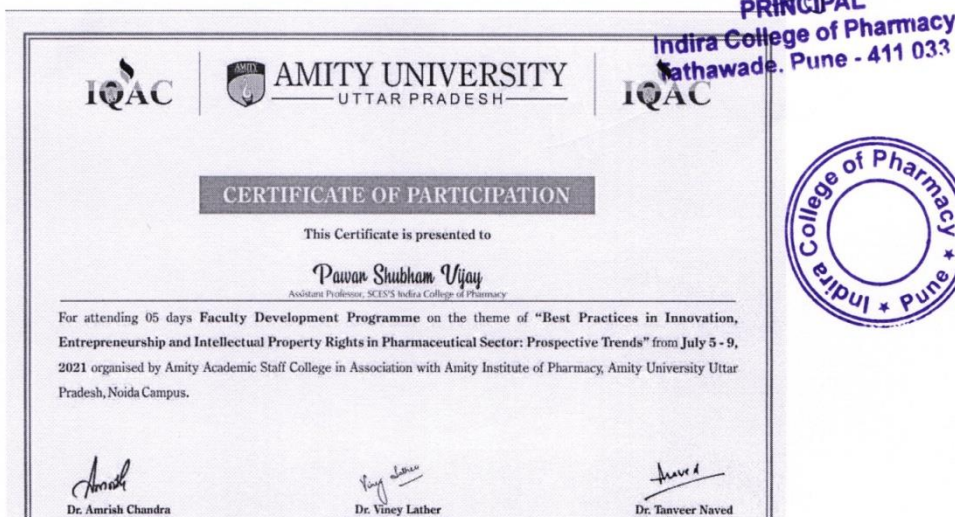 PRINCIPAL
Indira College of Pharmacy
Tathawade, Pune - 411 033
IQAC
AMITY
AMITY UNIVERSITY
UTTAR PRADESH
IQAC
CERTIFICATE OF PARTICIPATION
This Certificate is presented to
Pawan Shubham Vijay
Assistant Professor, SCES'S Indira College of Pharmacy
For attending 05 days Faculty Development Programme on the theme of "Best Practices in Innovation,
Entrepreneurship and Intellectual Property Rights in Pharmaceutical Sector: Prospective Trends" from July 5 - 9,
2021 organised by Amity Academic Staff College in Association with Amity Institute of Pharmacy, Amity University Uttar
Pradesh, Noida Campus.
Indira College of Pharmacy * Pune *
Amrish
Viney Lather
Dr. Amrish Chandra
Dr. Viney Lather
Dr. Tanveer Naved